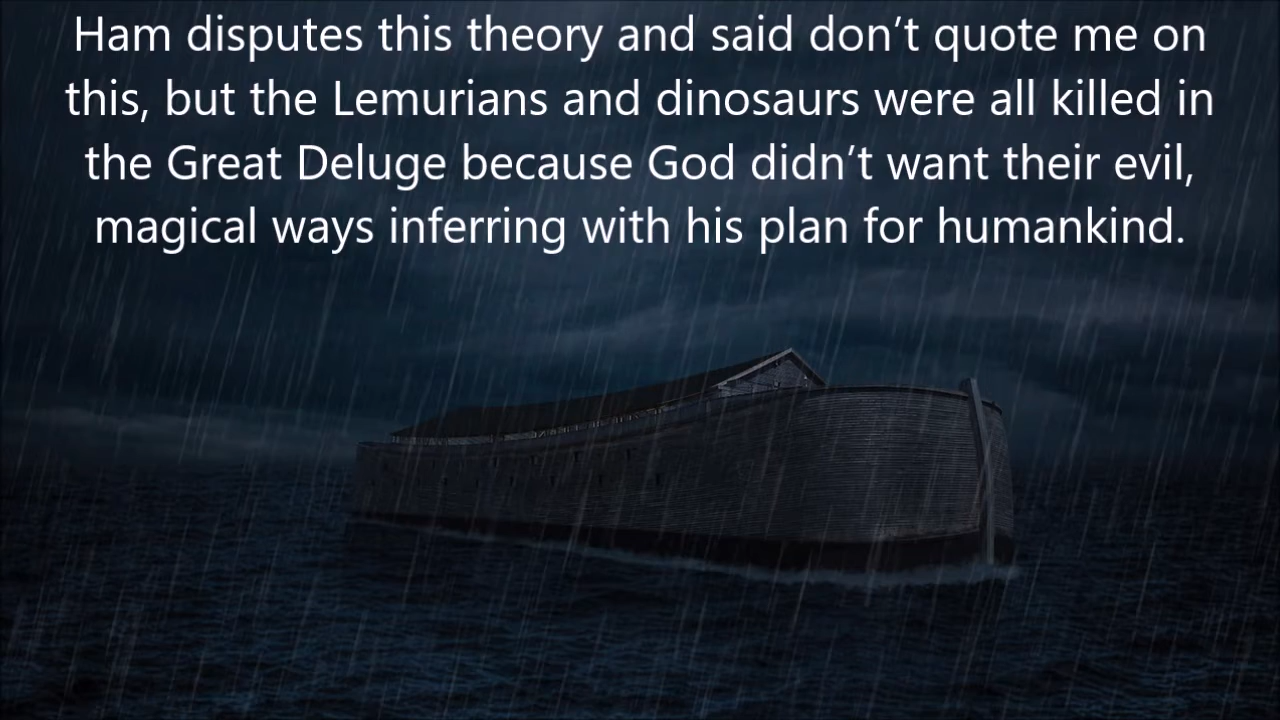 Ham disputes this theory and said don’t quote me on
this, but the Lemurians and dinosaurs were all killed in
the Great Deluge because God didn’t want their evil,
magical ways inferring with his plan for humankind.